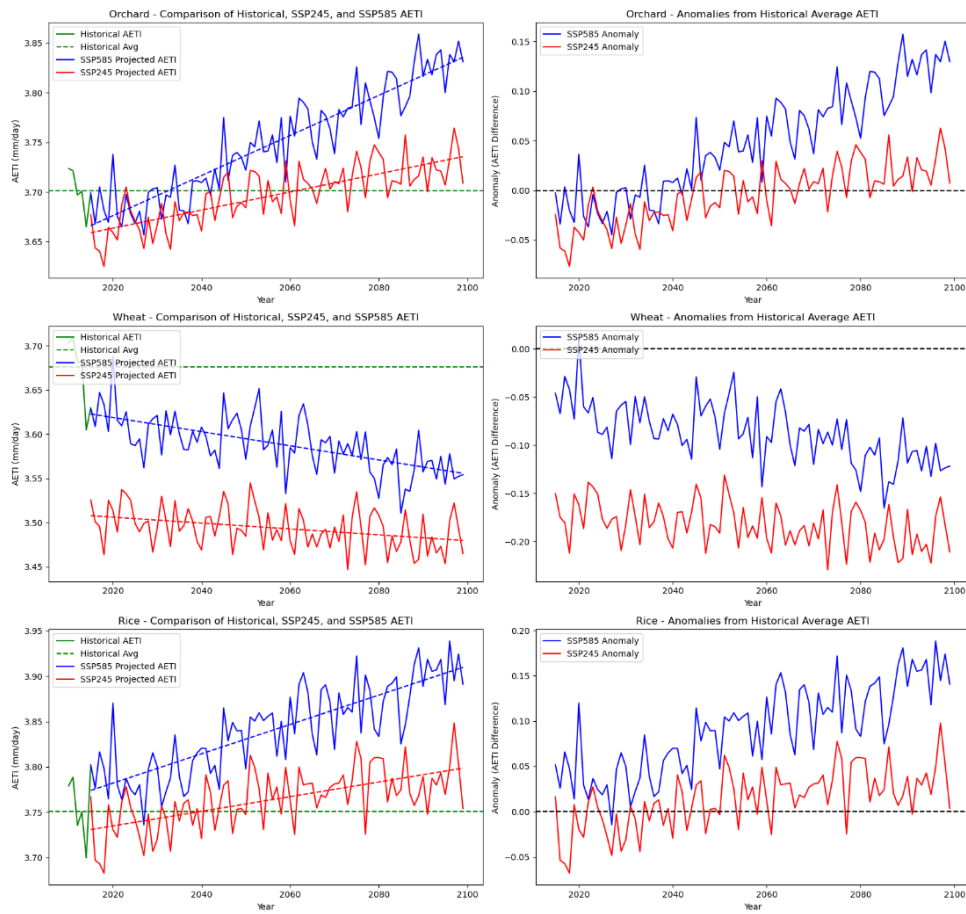 Orchard - Comparison of Historical, SSP245, and SSP585 AETI
Historical AETI
Historical Avg
SSP585 Projected AETI
SSP245 Projected AETI
AETI (mm/day)
3.85
3.80
3.75
3.70
3.65
2020
2040
2060
2080
2100
Year
Orchard - Anomalies from Historical Average AETI
SSP585 Anomaly
SSP245 Anomaly
Anomaly (AETI Difference)
0.15
0.10
0.05
0.00
−0.05
2020
2040
2060
2080
2100
Year
Wheat - Comparison of Historical, SSP245, and SSP585 AETI
Historical AETI
Historical Avg
SSP585 Projected AETI
SSP245 Projected AETI
AETI (mm/day)
3.70
3.65
3.60
3.55
3.50
3.45
2020
2040
2060
2080
2100
Year
Wheat - Anomalies from Historical Average AETI
SSP585 Anomaly
SSP245 Anomaly
Anomaly (AETI Difference)
0.00
−0.05
−0.10
−0.15
−0.20
2020
2040
2060
2080
2100
Year
Rice - Comparison of Historical, SSP245, and SSP585 AETI
Historical AETI
Historical Avg
SSP585 Projected AETI
SSP245 Projected AETI
AETI (mm/day)
3.95
3.90
3.85
3.80
3.75
3.70
2020
2040
2060
2080
2100
Year
Rice - Anomalies from Historical Average AETI
SSP585 Anomaly
SSP245 Anomaly
Anomaly (AETI Difference)
0.20
0.15
0.10
0.05
0.00
−0.05
2020
2040
2060
2080
2100
Year